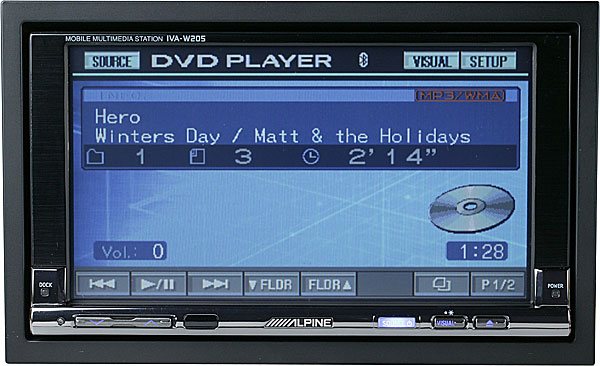 MOBILE MULTIMEDIA STATION IVA-W205
SOURCE DVD PLAYER VISUAL SETUP
INFO. MP3/WMA
Hero
Winters Day / Matt & the Holidays
1 3 2'14"
Vol.: 0 1:28
DOCK ▼ FLDR FLDR ▲ P 1/2 POWER
ALPINE VISUAL